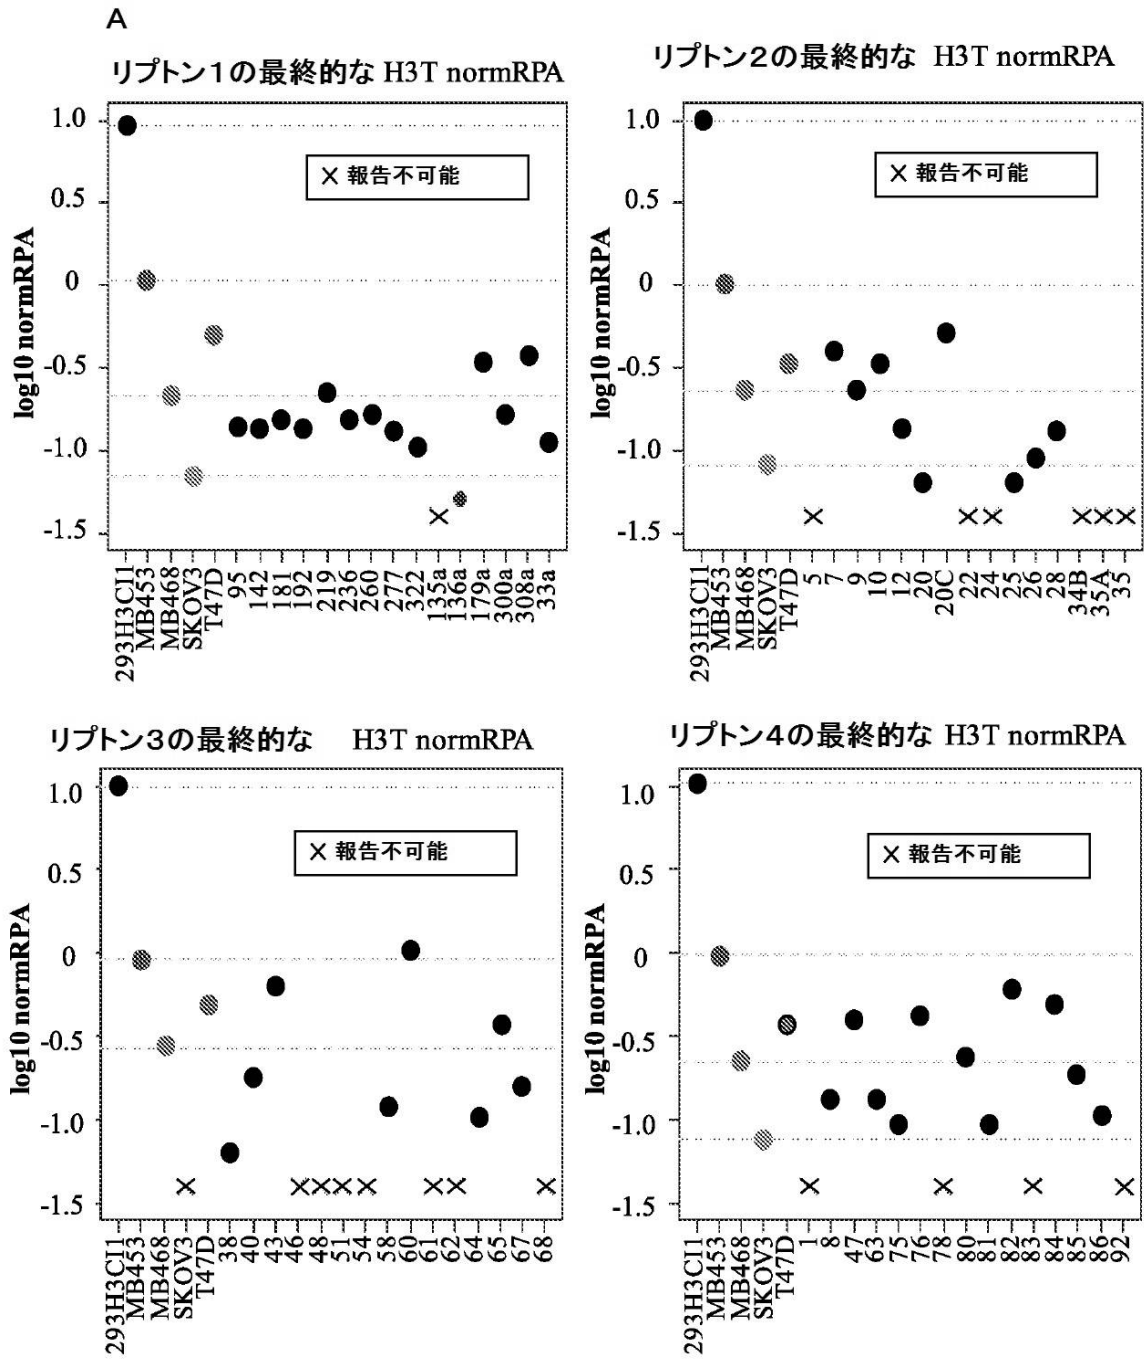 A
リプトン1の最終的な H3T normRPA
log10 normRPA
1.0
0.5
0
-0.5
-1.0
-1.5
× 報告不可能
293H3Cl1
MB453
MB468
SKOV3
T47D
95
142
181
192
219
236
260
277
322
135a
136a
179a
300a
308a
33a
リプトン2の最終的な H3T normRPA
log10 normRPA
1.0
0.5
0
-0.5
-1.0
-1.5
× 報告不可能
293H3Cl1
MB453
MB468
SKOV3
T47D
5
7
9
10
12
20
20C
22
24
25
26
28
34B
35A
35
リプトン3の最終的な H3T normRPA
log10 normRPA
1.0
0.5
0
-0.5
-1.0
-1.5
× 報告不可能
293H3Cl1
MB453
MB468
SKOV3
T47D
38
40
43
46
48
51
54
58
60
61
62
64
65
67
68
リプトン4の最終的な H3T normRPA
log10 normRPA
1.0
0.5
0
-0.5
-1.0
-1.5
× 報告不可能
293H3Cl1
MB453
MB468
SKOV3
T47D
1
8
47
63
75
76
78
80
81
82
83
84
85
86
92